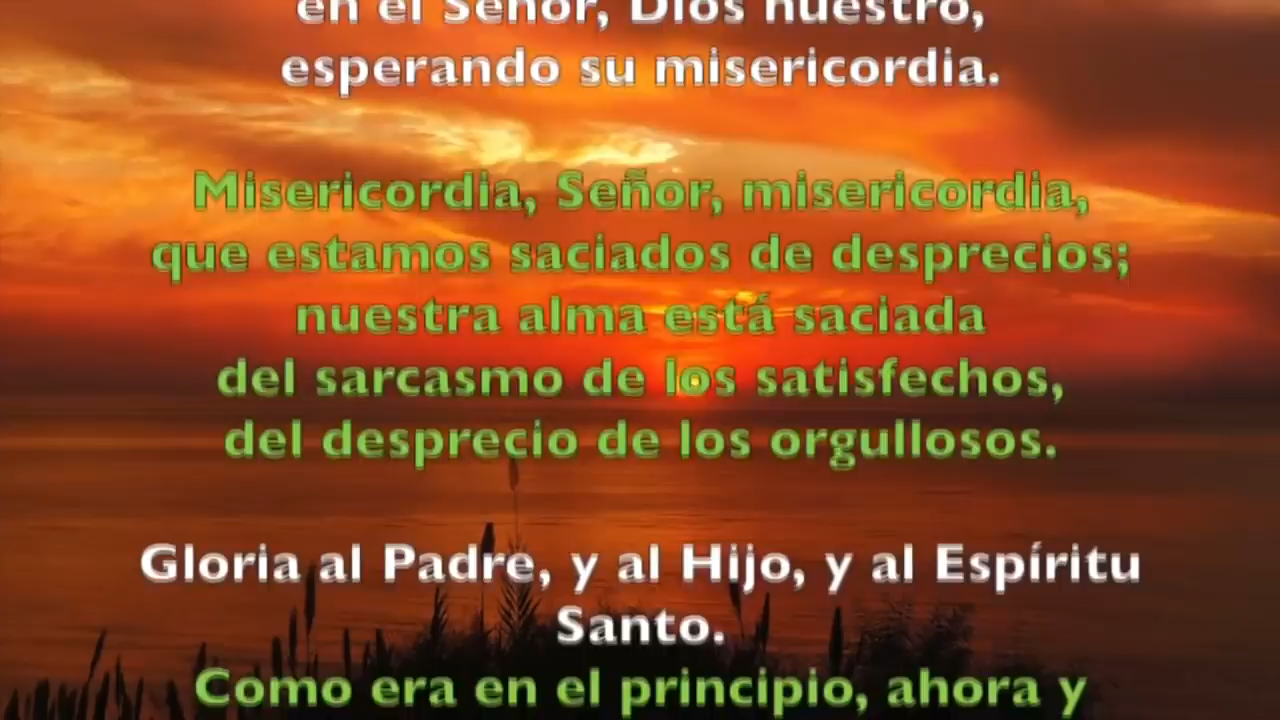 en el Señor, Dios nuestro,
esperando su misericordia.
Misericordia, Señor, misericordia,
que estamos saciados de desprecios;
nuestra alma está saciada
del sarcasmo de los satisfechos,
del desprecio de los orgullosos.
Gloria al Padre, y al Hijo, y al Espíritu
Santo.
Como era en el principio, ahora y